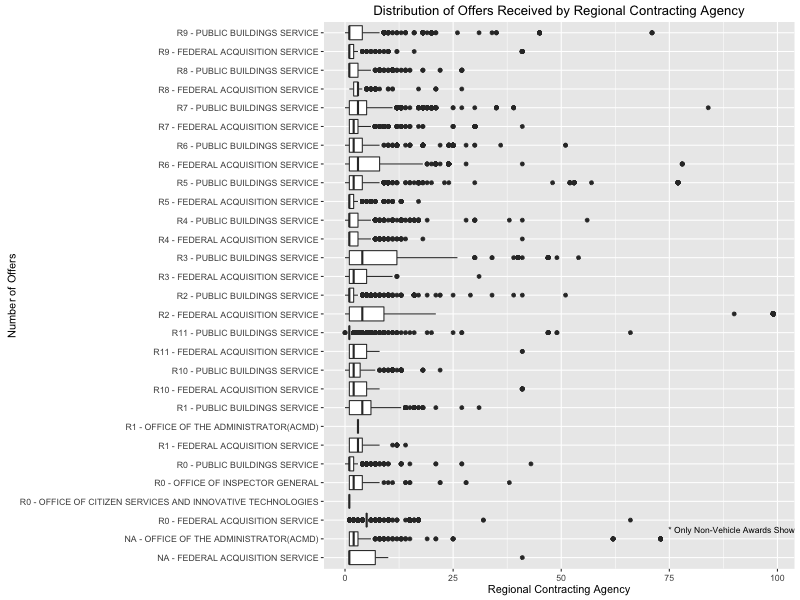 Distribution of Offers Received by Regional Contracting Agency
Number of Offers
R9 - PUBLIC BUILDINGS SERVICE
R9 - FEDERAL ACQUISITION SERVICE
R8 - PUBLIC BUILDINGS SERVICE
R8 - FEDERAL ACQUISITION SERVICE
R7 - PUBLIC BUILDINGS SERVICE
R7 - FEDERAL ACQUISITION SERVICE
R6 - PUBLIC BUILDINGS SERVICE
R6 - FEDERAL ACQUISITION SERVICE
R5 - PUBLIC BUILDINGS SERVICE
R5 - FEDERAL ACQUISITION SERVICE
R4 - PUBLIC BUILDINGS SERVICE
R4 - FEDERAL ACQUISITION SERVICE
R3 - PUBLIC BUILDINGS SERVICE
R3 - FEDERAL ACQUISITION SERVICE
R2 - PUBLIC BUILDINGS SERVICE
R2 - FEDERAL ACQUISITION SERVICE
R11 - PUBLIC BUILDINGS SERVICE
R11 - FEDERAL ACQUISITION SERVICE
R10 - PUBLIC BUILDINGS SERVICE
R10 - FEDERAL ACQUISITION SERVICE
R1 - PUBLIC BUILDINGS SERVICE
R1 - OFFICE OF THE ADMINISTRATOR(ACMD)
R1 - FEDERAL ACQUISITION SERVICE
R0 - PUBLIC BUILDINGS SERVICE
R0 - OFFICE OF INSPECTOR GENERAL
R0 - OFFICE OF CITIZEN SERVICES AND INNOVATIVE TECHNOLOGIES
R0 - FEDERAL ACQUISITION SERVICE
* Only Non-Vehicle Awards Show
NA - OFFICE OF THE ADMINISTRATOR(ACMD)
NA - FEDERAL ACQUISITION SERVICE
0 25 50 75 100
Regional Contracting Agency